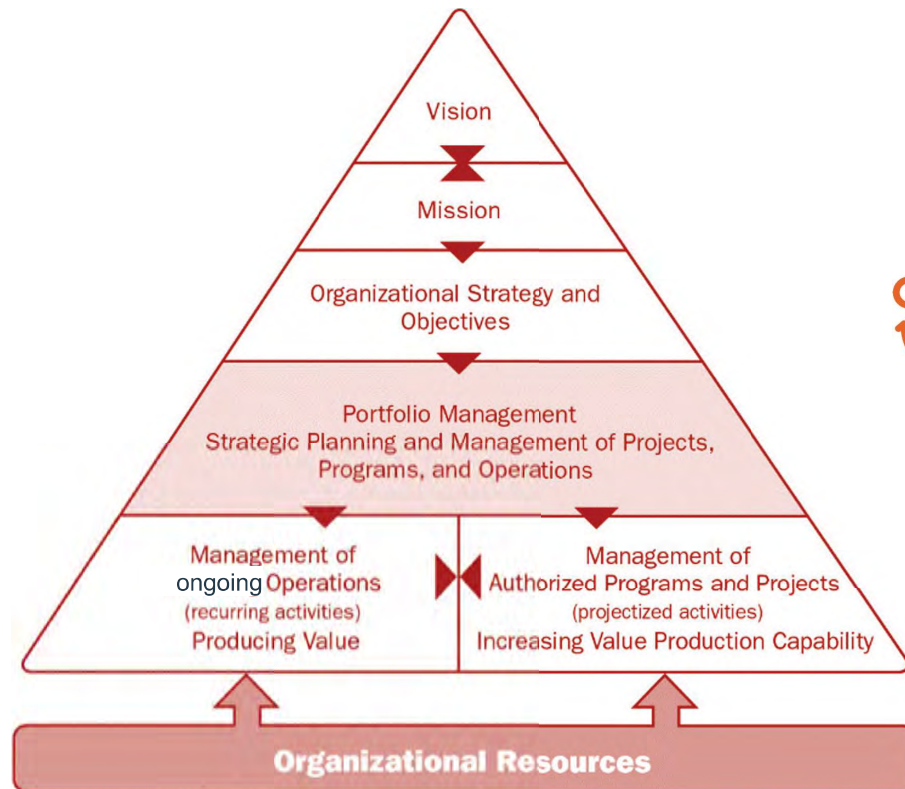 Vision
Mission
Organizational Strategy and
Objectives
Portfolio Management
Strategic Planning and Management of Projects,
Programs, and Operations
Management of
ongoing Operations
(recurring activities)
Producing Value
Management of
Authorized Programs and Projects
(projectized activities)
Increasing Value Production Capability
Organizational Resources